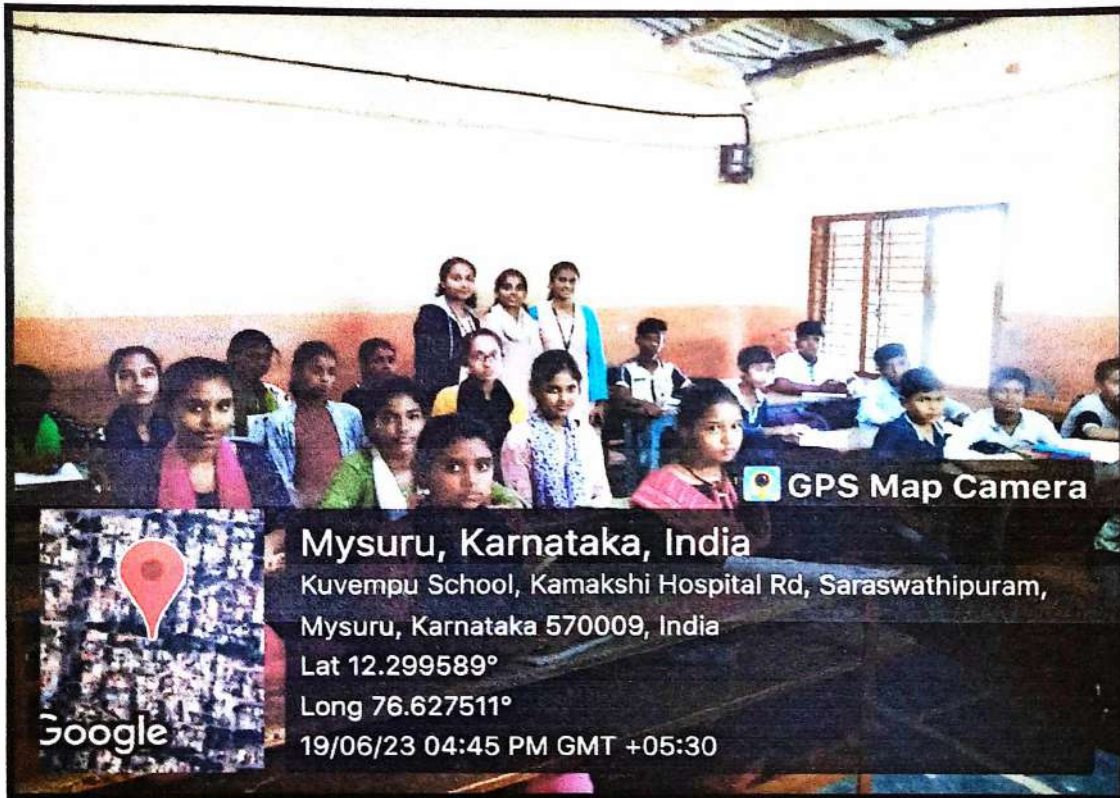 GPS Map Camera
Mysuru, Karnataka, India
Kuvempu School, Kamakshi Hospital Rd, Saraswathipuram,
Mysuru, Karnataka 570009, India
Lat 12.299589°
Long 76.627511°
19/06/23 04:45 PM GMT +05:30
Google